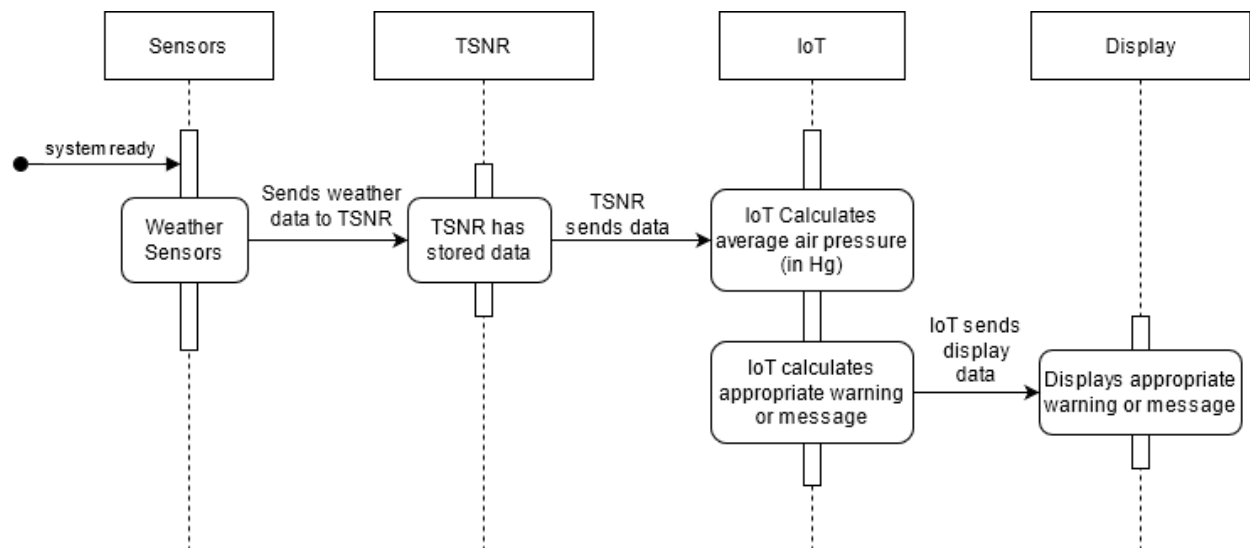 Sensors
TSNR
IoT
Display
system ready
Weather
Sensors
Sends weather
data to TSNR
TSNR has
stored data
TSNR
sends data
IoT Calculates
average air pressure
(in Hg)
IoT calculates
appropriate warning
or message
IoT sends
display
data
Displays appropriate
warning or message